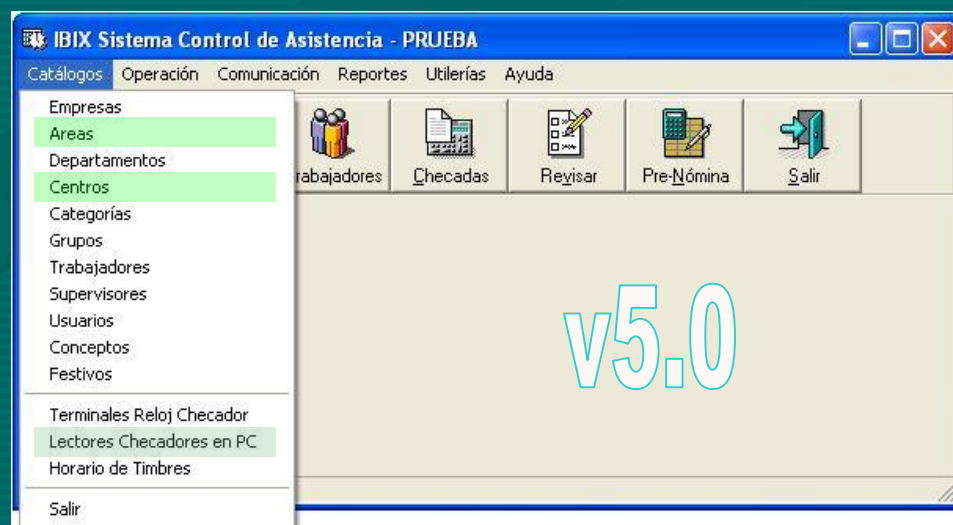 IBIX Sistema Control de Asistencia - PRUEBA
Catálogos Operación Comunicación Reportes Utilerías Ayuda
Empresas
Areas
Departamentos
Centros
Categorías
Grupos
Trabajadores
Supervisores
Usuarios
Conceptos
Festivos
Terminales Reloj Checador
Lectores Checadores en PC
Horario de Timbres
Salir
rabajadores Checadas Revisar Pre-Nómina Salir
v5.0